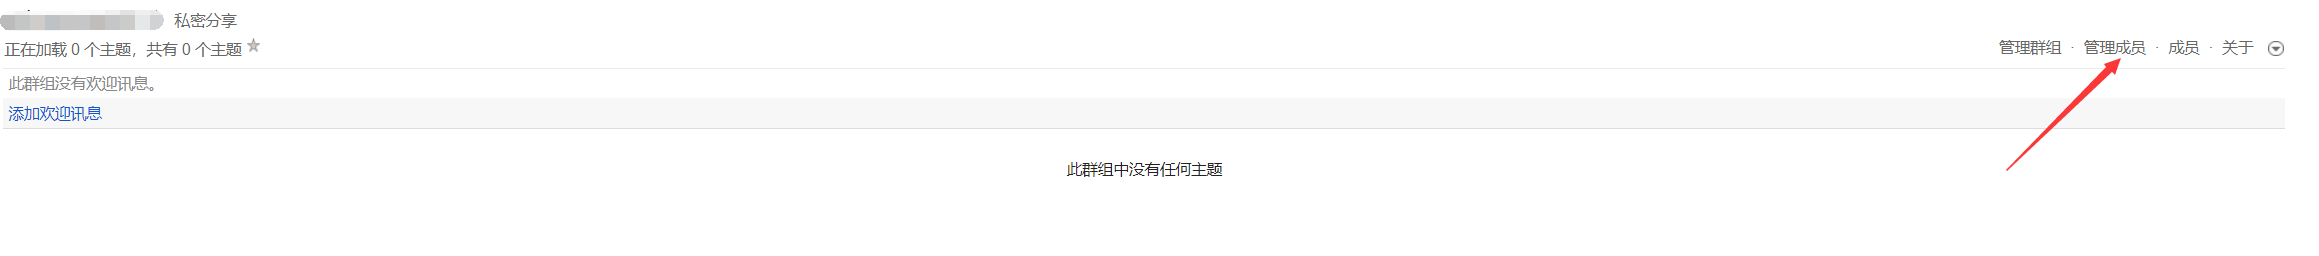 私密分享
正在加载 0 个主题，共有 0 个主题
管理群组 · 管理成员 · 成员 · 关于
此群组没有欢迎讯息。
添加欢迎讯息
此群组中没有任何主题